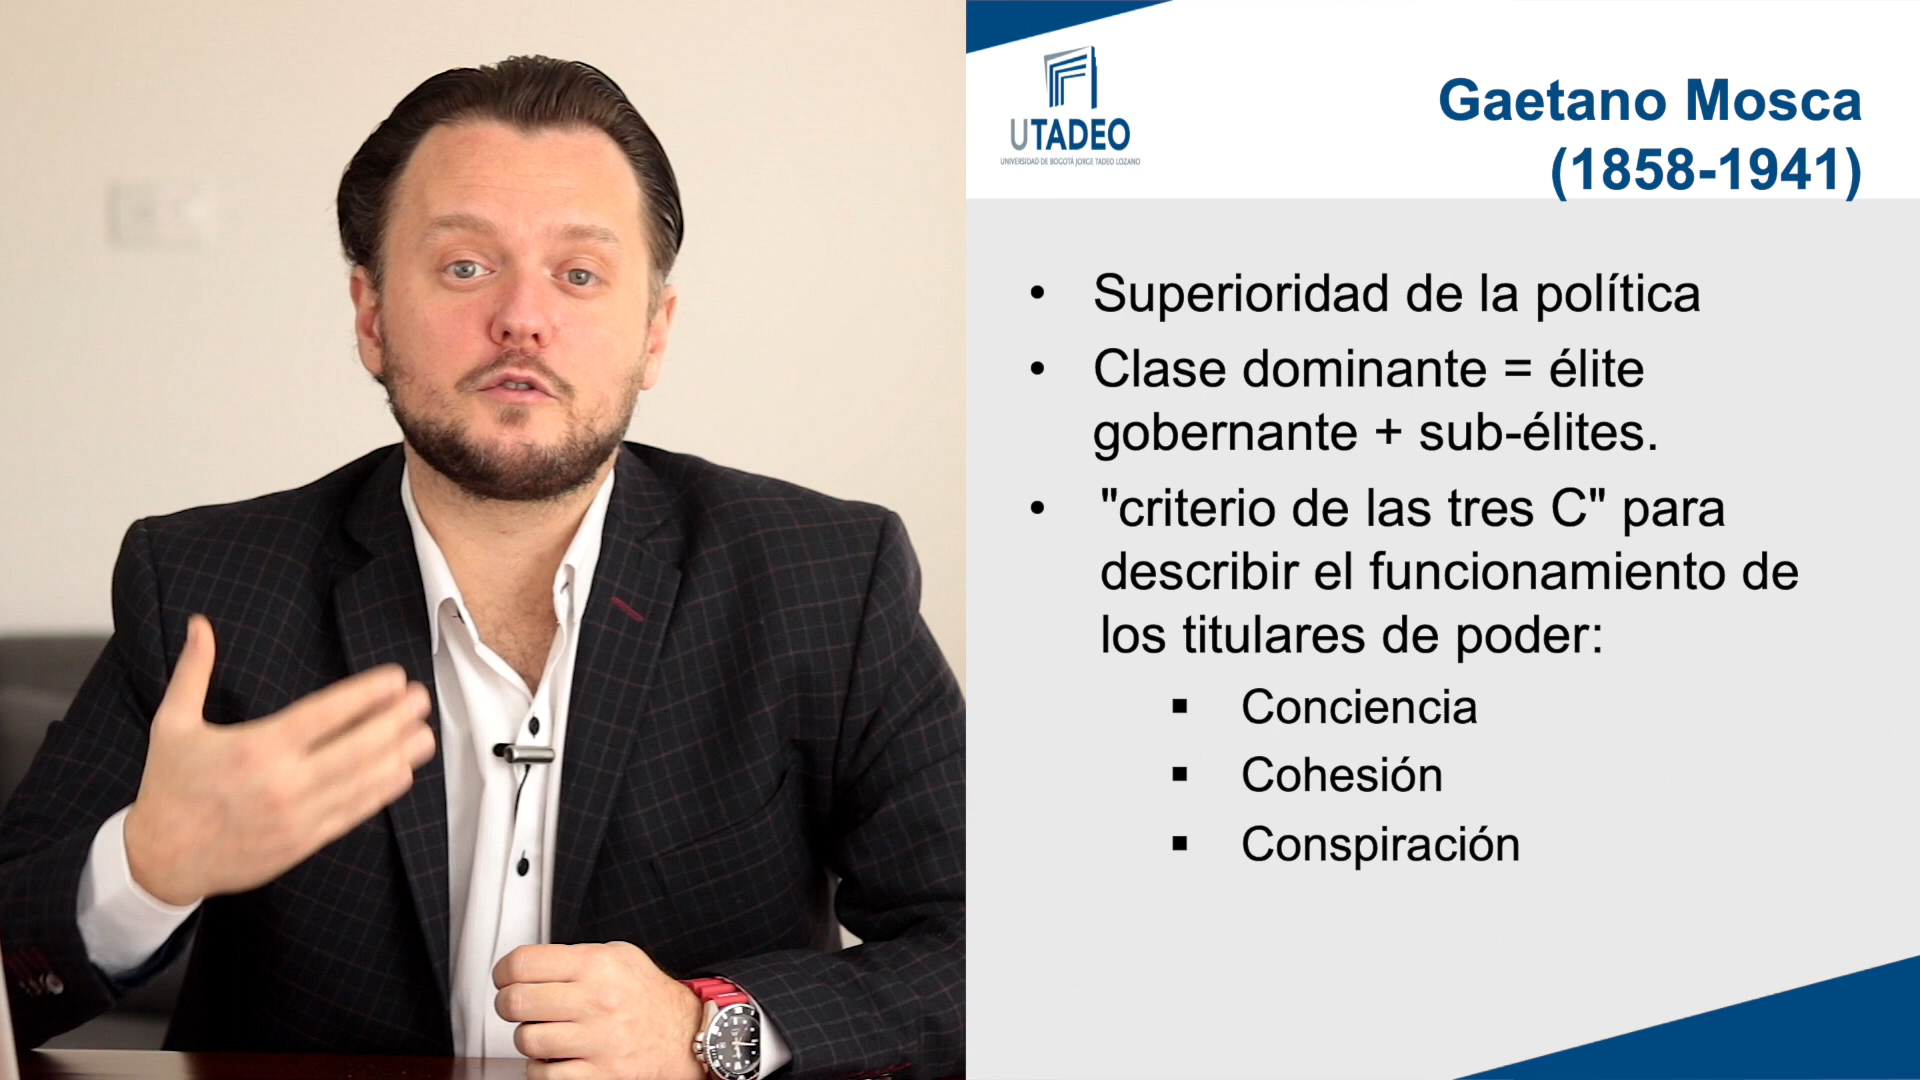 UTADEO
UNIVERSIDAD DE BOGOTÁ JORGE TADEO LOZANO
Gaetano Mosca
(1858-1941)
• Superioridad de la política
• Clase dominante = élite
gobernante + sub-élites.
• "criterio de las tres C" para
describir el funcionamiento de
los titulares de poder:
▪ Conciencia
▪ Cohesión
▪ Conspiración